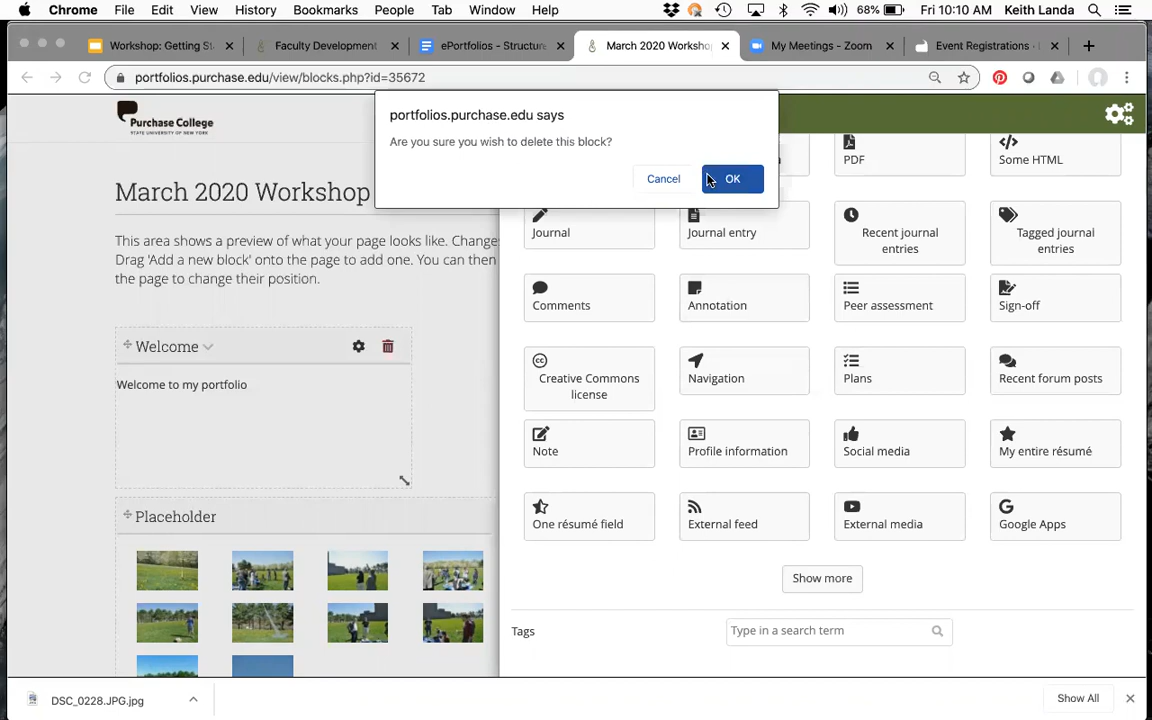 Chrome File Edit View History Bookmarks People Tab Window Help 68% Fri 10:10 AM Keith Landa
Workshop: Getting St Faculty Development ePortfolios - Structure March 2020 Worksho My Meetings - Zoom Event Registrations -
portfolios.purchase.edu/view/blocks.php?id=35672
Purchase College
STATE UNIVERSITY OF NEW YORK
portfolios.purchase.edu says
Are you sure you wish to delete this block?
Cancel OK
March 2020 Workshop
This area shows a preview of what your page looks like. Changes
Drag 'Add a new block' onto the page to add one. You can then
the page to change their position.
Welcome
Welcome to my portfolio
Placeholder
PDF Some HTML
Journal Journal entry Recent journal entries Tagged journal entries
Comments Annotation Peer assessment Sign-off
Creative Commons license Navigation Plans Recent forum posts
Note Profile information Social media My entire résumé
One résumé field External feed External media Google Apps
Show more
Tags Type in a search term
DSC_0228.JPG.jpg Show All